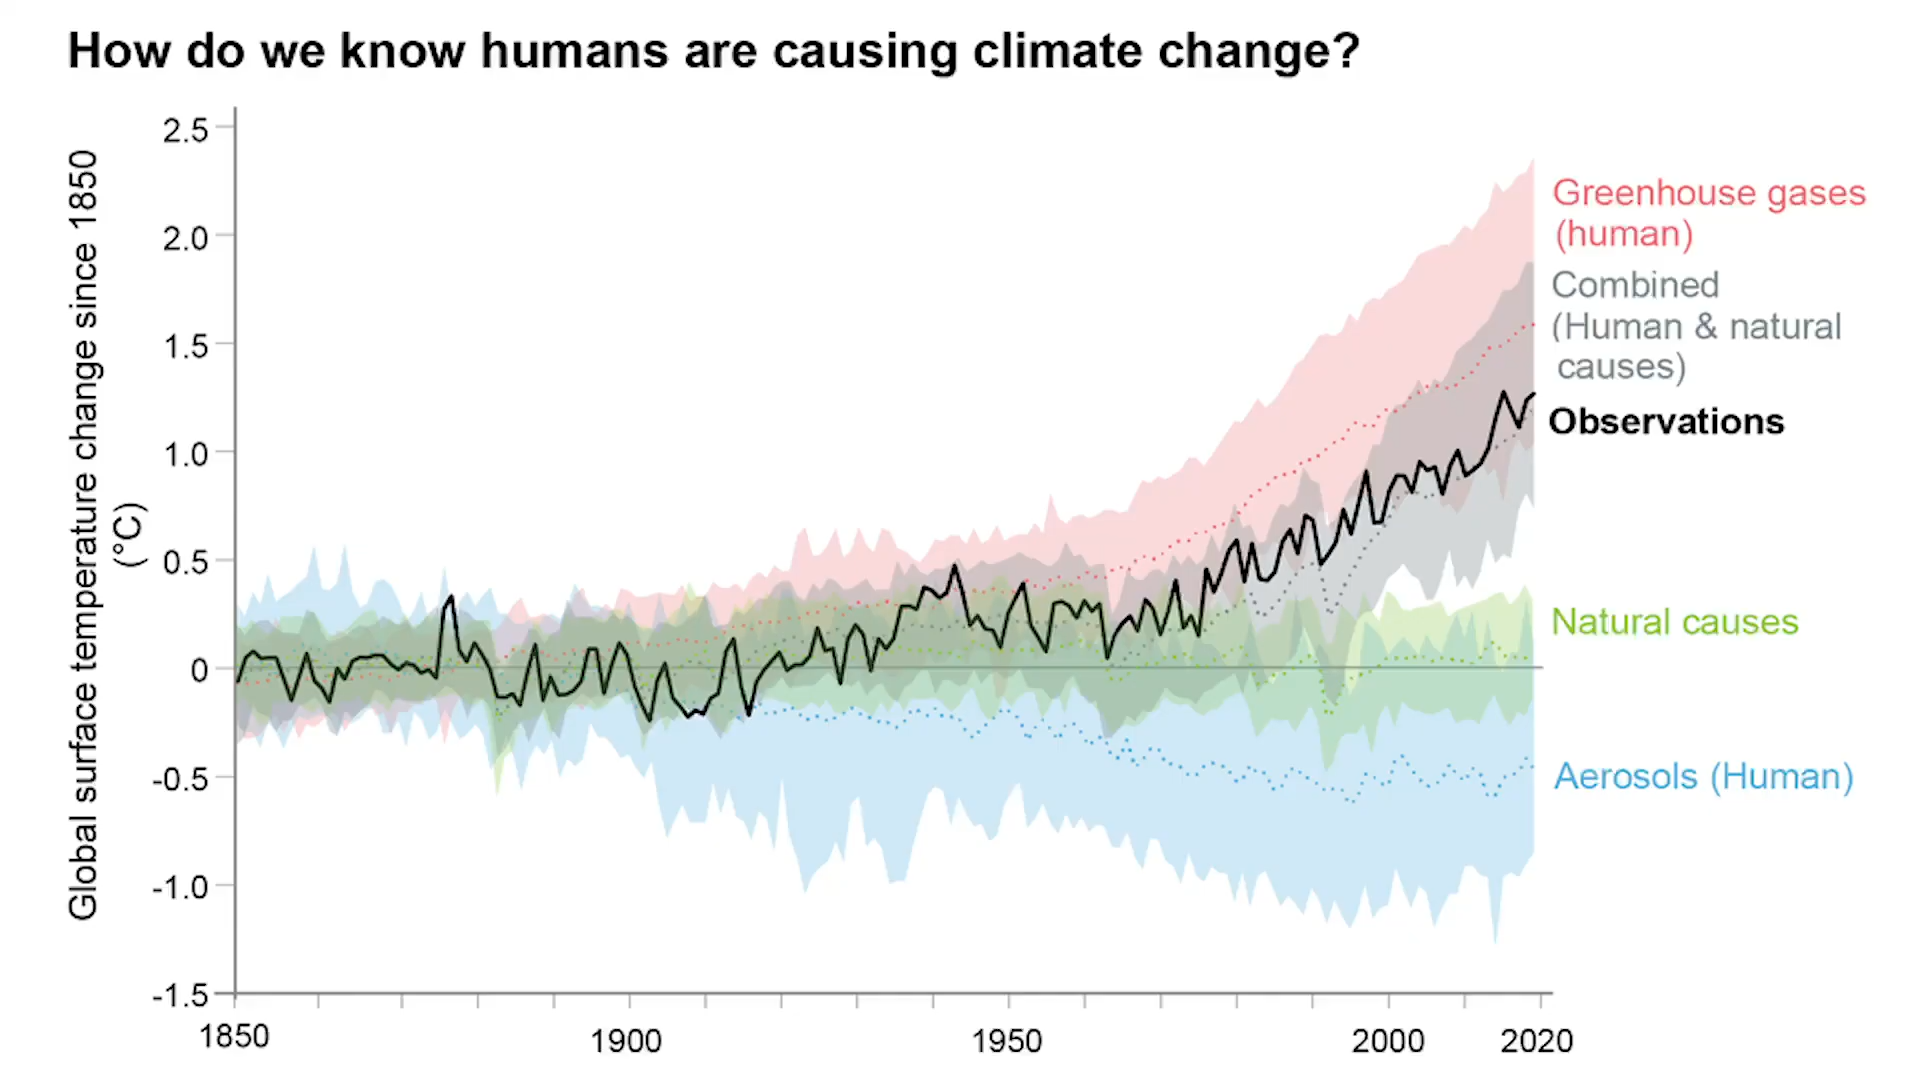 How do we know humans are causing climate change?
Global surface temperature change since 1850
(°C)
2.5
2.0
1.5
1.0
0.5
0
-0.5
-1.0
-1.5
1850
1900
1950
2000
2020
Greenhouse gases
(human)
Combined
(Human & natural
causes)
Observations
Natural causes
Aerosols (Human)